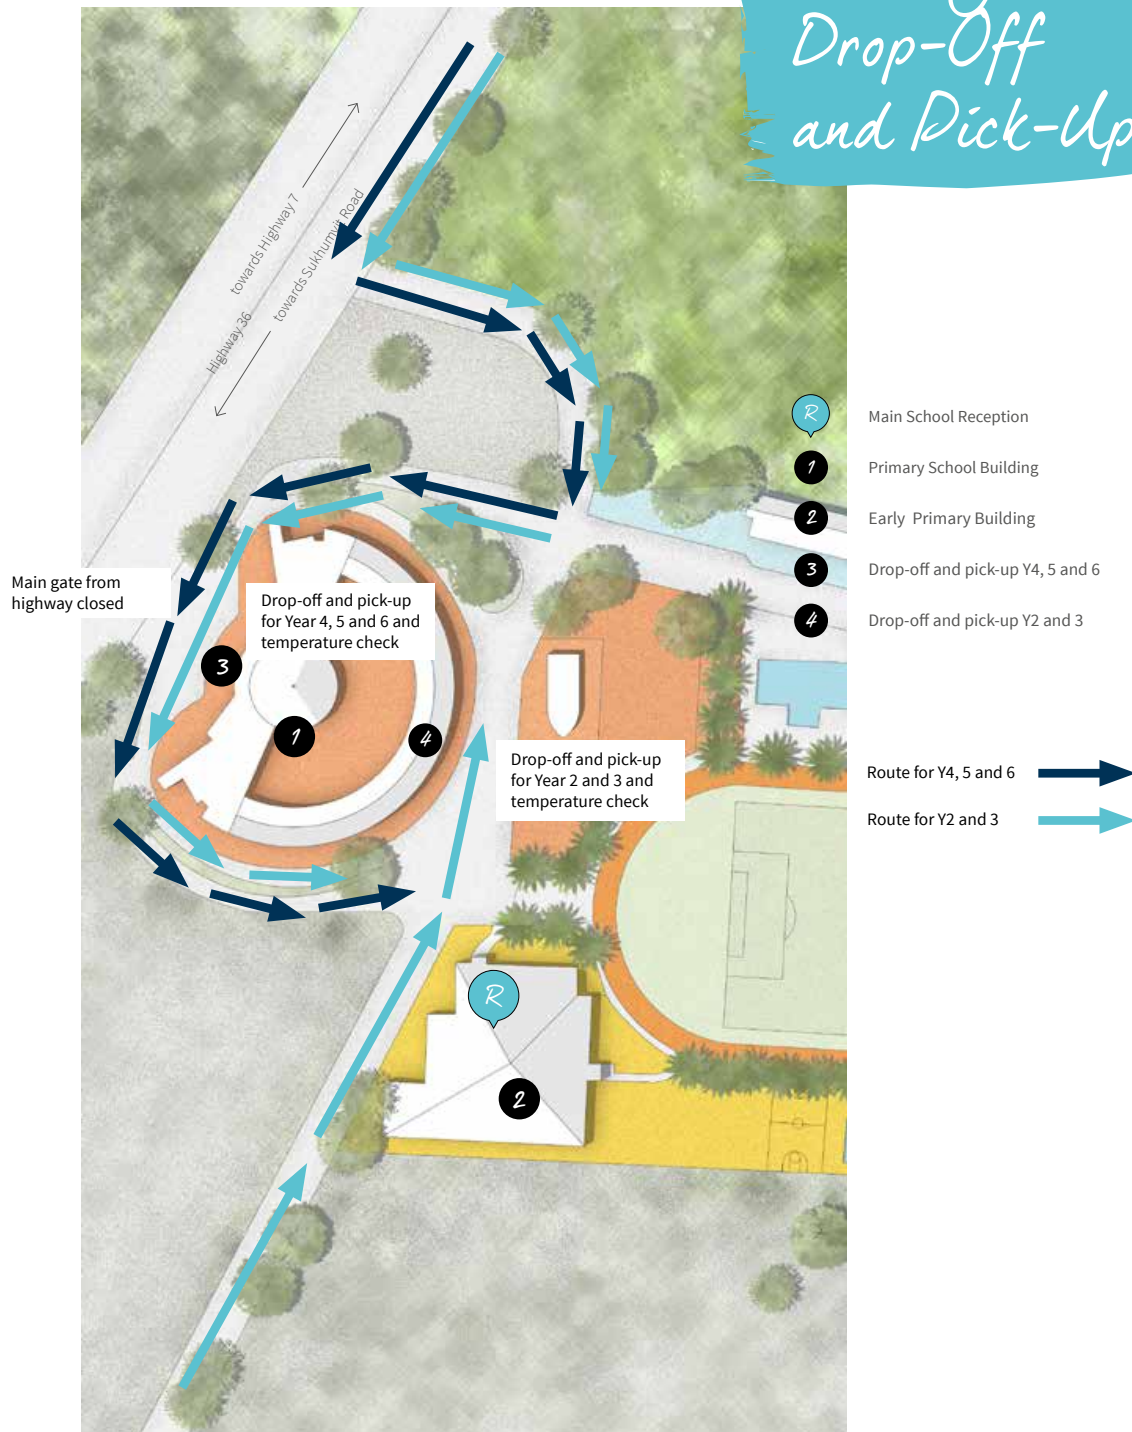 Drop-Off
and Pick-Up
towards Highway 7
towards Sukhumvit Road
Highway 36
R
Main School Reception
1
Primary School Building
2
Early Primary Building
3
Drop-off and pick-up Y4, 5 and 6
4
Drop-off and pick-up Y2 and 3
Main gate from
highway closed
Drop-off and pick-up
for Year 4, 5 and 6 and
temperature check
3
1
4
Drop-off and pick-up
for Year 2 and 3 and
temperature check
Route for Y4, 5 and 6
Route for Y2 and 3
R
2